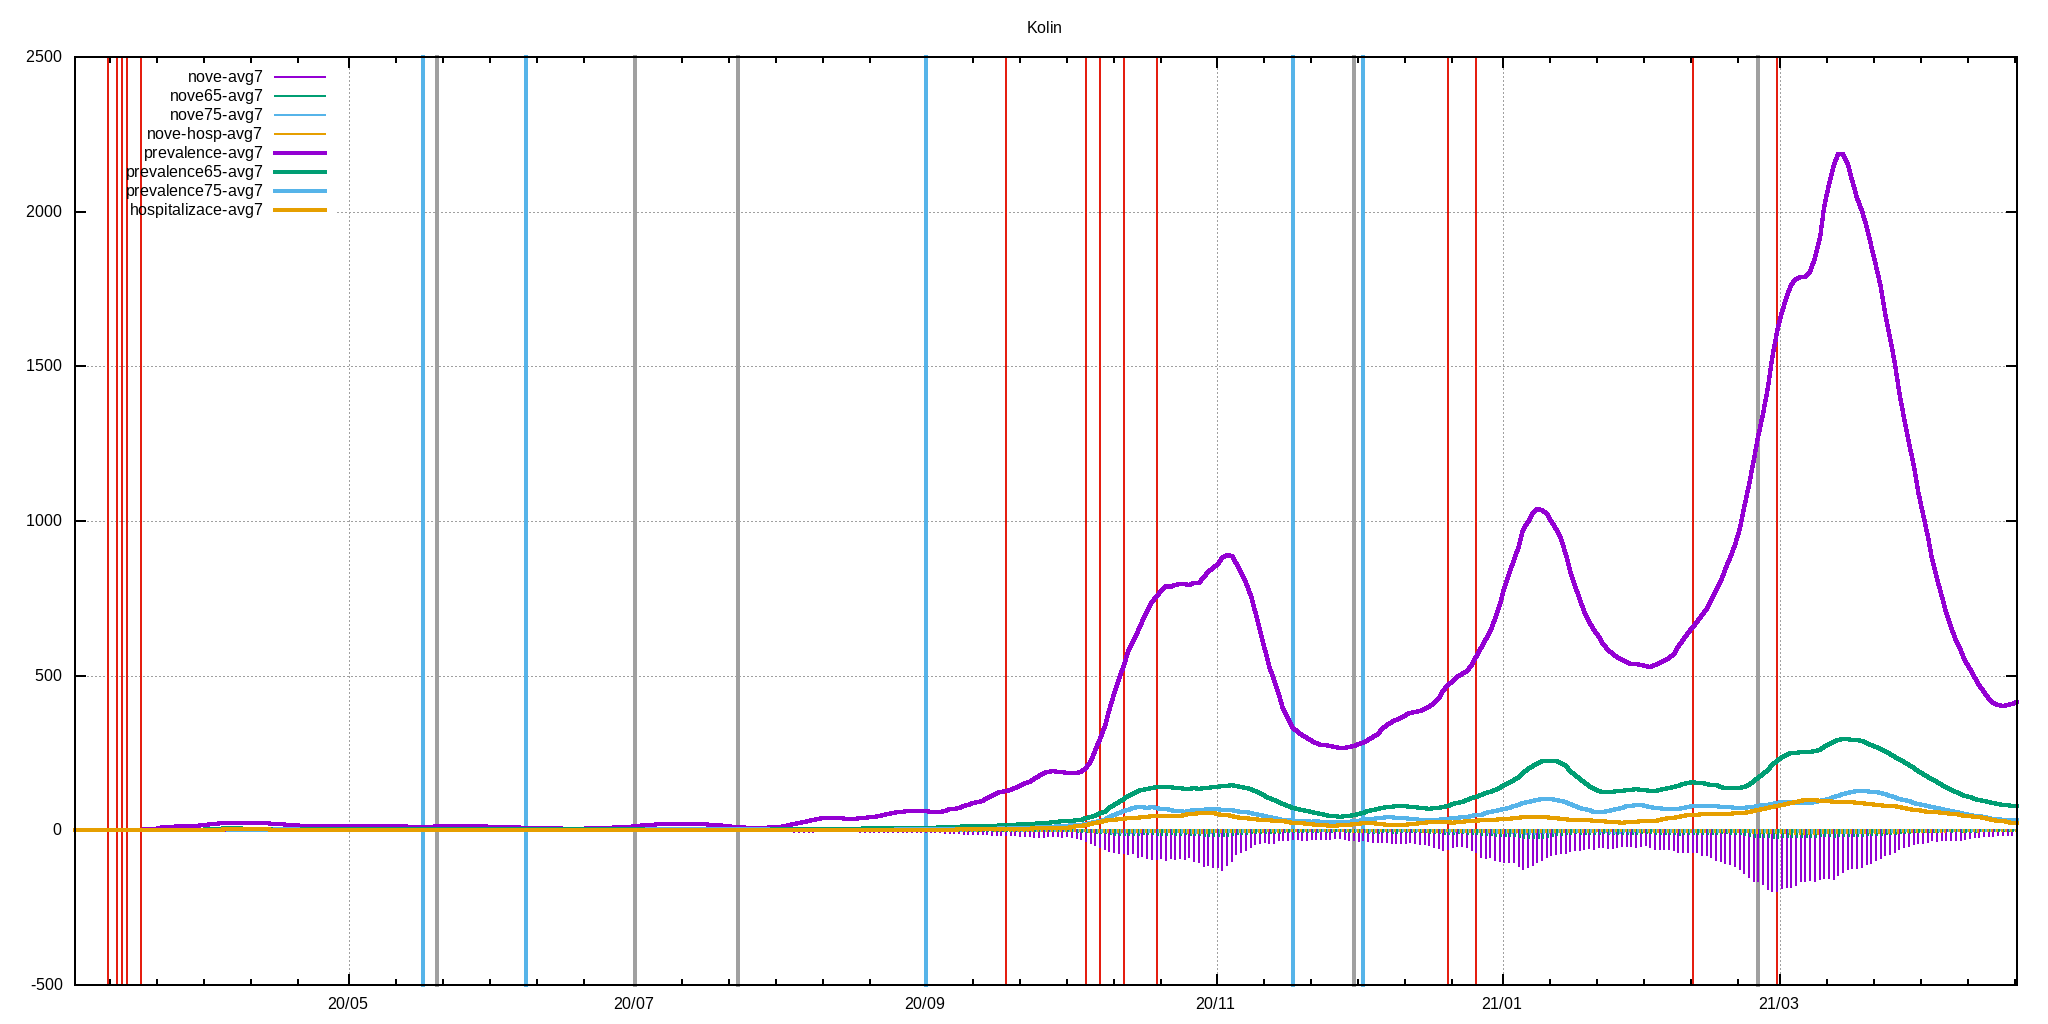 Kolin
2500
2000
1500
1000
500
0
-500
nove-avg7
nove65-avg7
nove75-avg7
nove-hosp-avg7
prevalence-avg7
prevalence65-avg7
prevalence75-avg7
hospitalizace-avg7
20/05 20/07 20/09 20/11 21/01 21/03